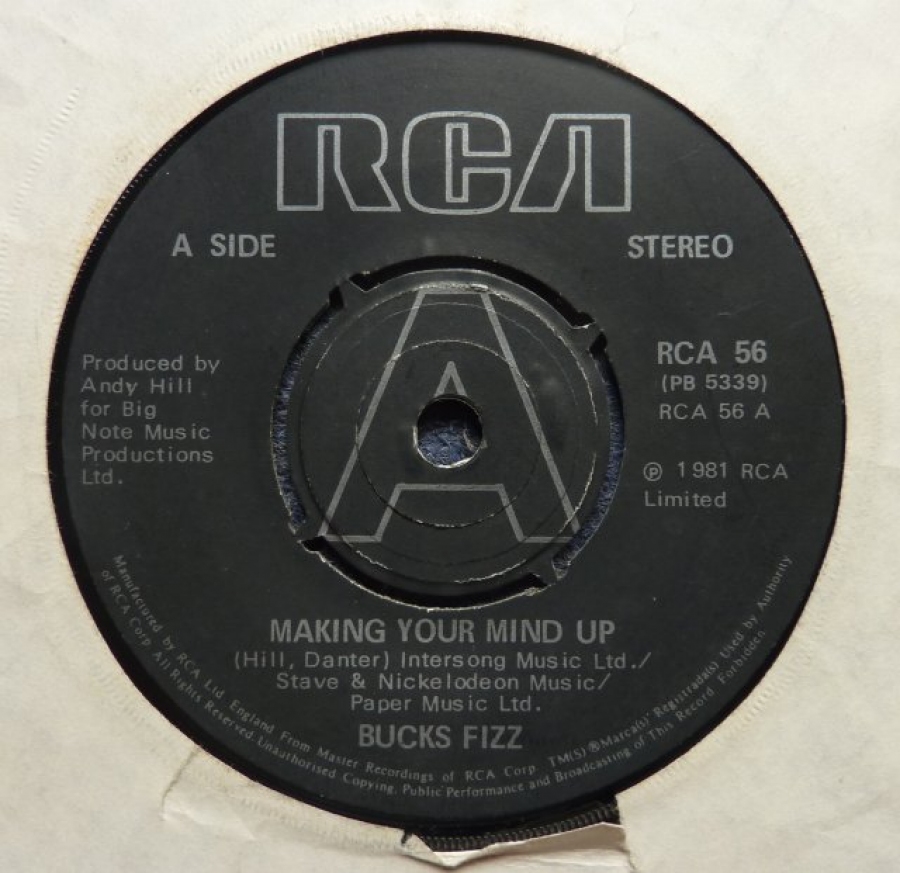 RCA
A SIDE
STEREO
Produced by
Andy Hill
for Big
Note Music
Productions
Ltd.
A
RCA 56
(PB 5339)
RCA 56 A
℗ 1981 RCA
Limited
MAKING YOUR MIND UP
(Hill, Danter) Intersong Music Ltd./
Stave & Nickelodeon Music/
Paper Music Ltd.
BUCKS FIZZ
Manufactured by RCA Ltd England From Master Recordings of RCA Corp. TM(S)®Marca(s) Registrada(s) Used by Authority
of RCA Corp All Rights Reserved Unauthorised Copying, Public Performance and Broadcasting of This Record Forbidden